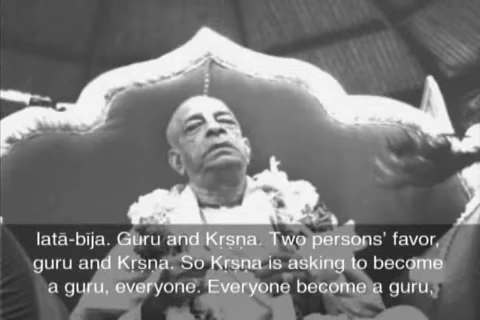 latā-bīja. Guru and Kṛṣṇa. Two persons' favor,
guru and Kṛṣṇa. So Kṛṣṇa is asking to become
a guru, everyone. Everyone become a guru,